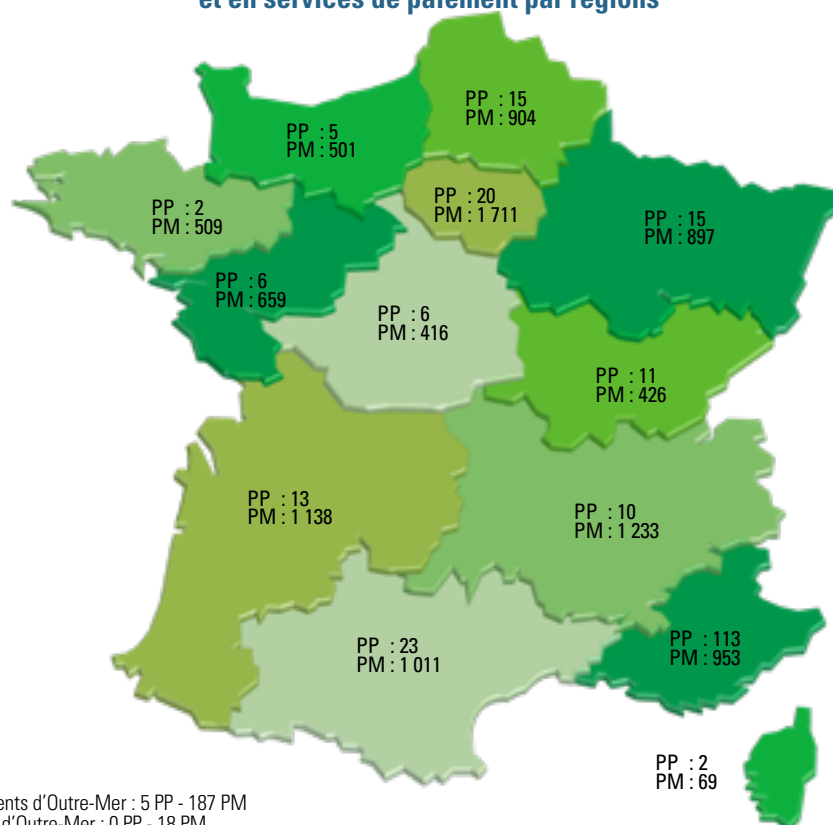 et en services de paiement par régions
PP : 15
PM : 904
PP : 5
PM : 501
PP : 20
PM : 1 711
PP : 2
PM : 509
PP : 15
PM : 897
PP : 6
PM : 659
PP : 6
PM : 416
PP : 11
PM : 426
PP : 13
PM : 1 138
PP : 10
PM : 1 233
PP : 23
PM : 1 011
PP : 113
PM : 953
PP : 2
PM : 69
d'Outre-Mer : 5 PP - 187 PM
d'Outre-Mer : 0 PP - 18 PM